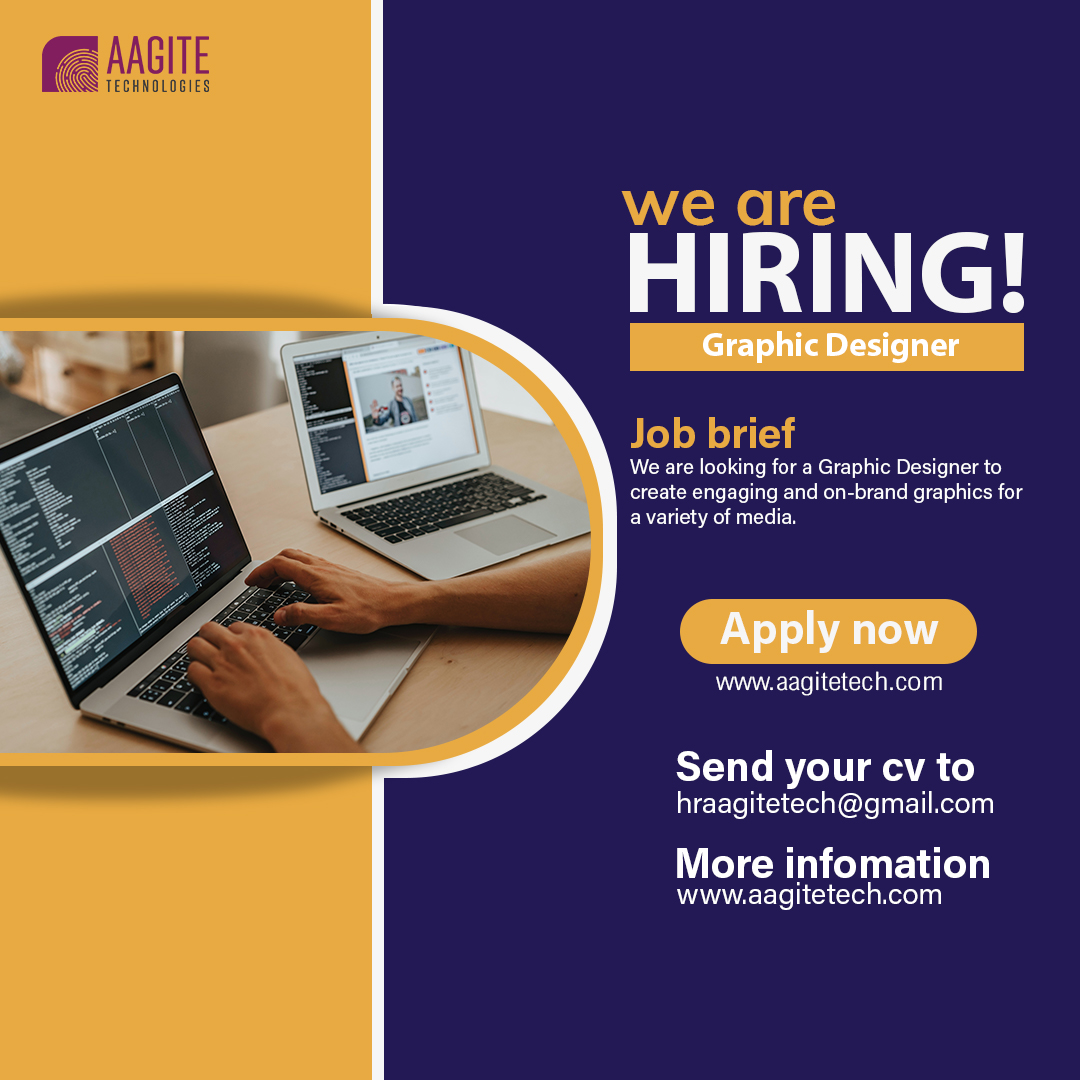 AAGITE
TECHNOLOGIES
we are
HIRING!
Graphic Designer
Job brief
We are looking for a Graphic Designer to
create engaging and on-brand graphics for
a variety of media.
Apply now
www.aagitetech.com
Send your cv to
hraagitetech@gmail.com
More infomation
www.aagitetech.com